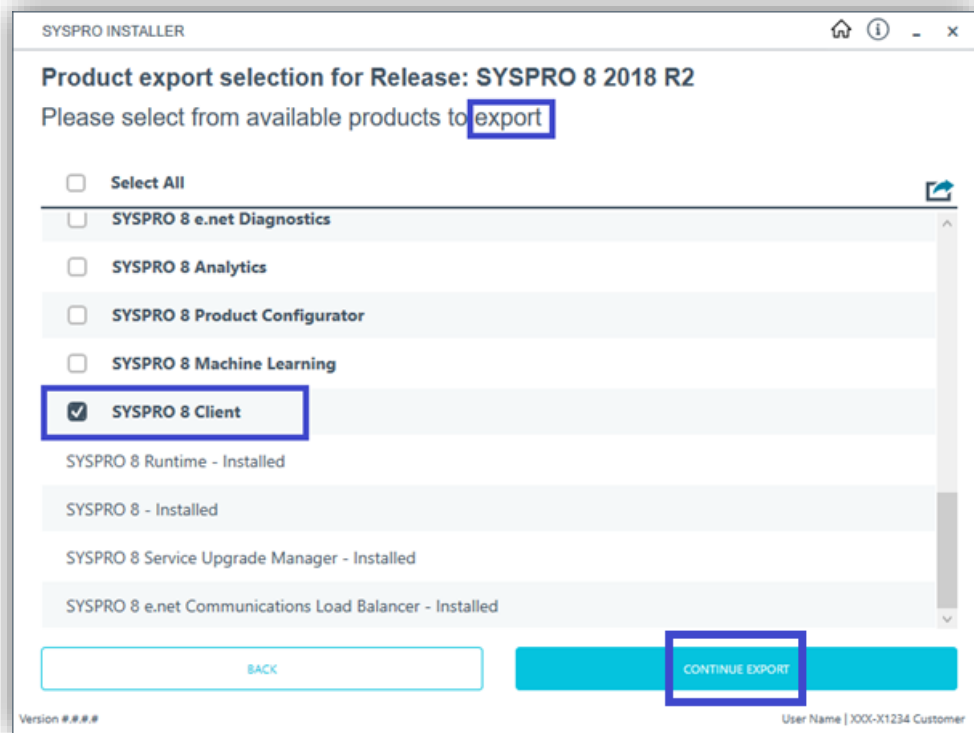 SYSPRO INSTALLER
Product export selection for Release: SYSPRO 8 2018 R2
Please select from available products to export
Select All
SYSPRO 8 e.net Diagnostics
SYSPRO 8 Analytics
SYSPRO 8 Product Configurator
SYSPRO 8 Machine Learning
SYSPRO 8 Client
SYSPRO 8 Runtime - Installed
SYSPRO 8 - Installed
SYSPRO 8 Service Upgrade Manager - Installed
SYSPRO 8 e.net Communications Load Balancer - Installed
BACK CONTINUE EXPORT
Version #.#.#.# User Name | XXX-X1234 Customer